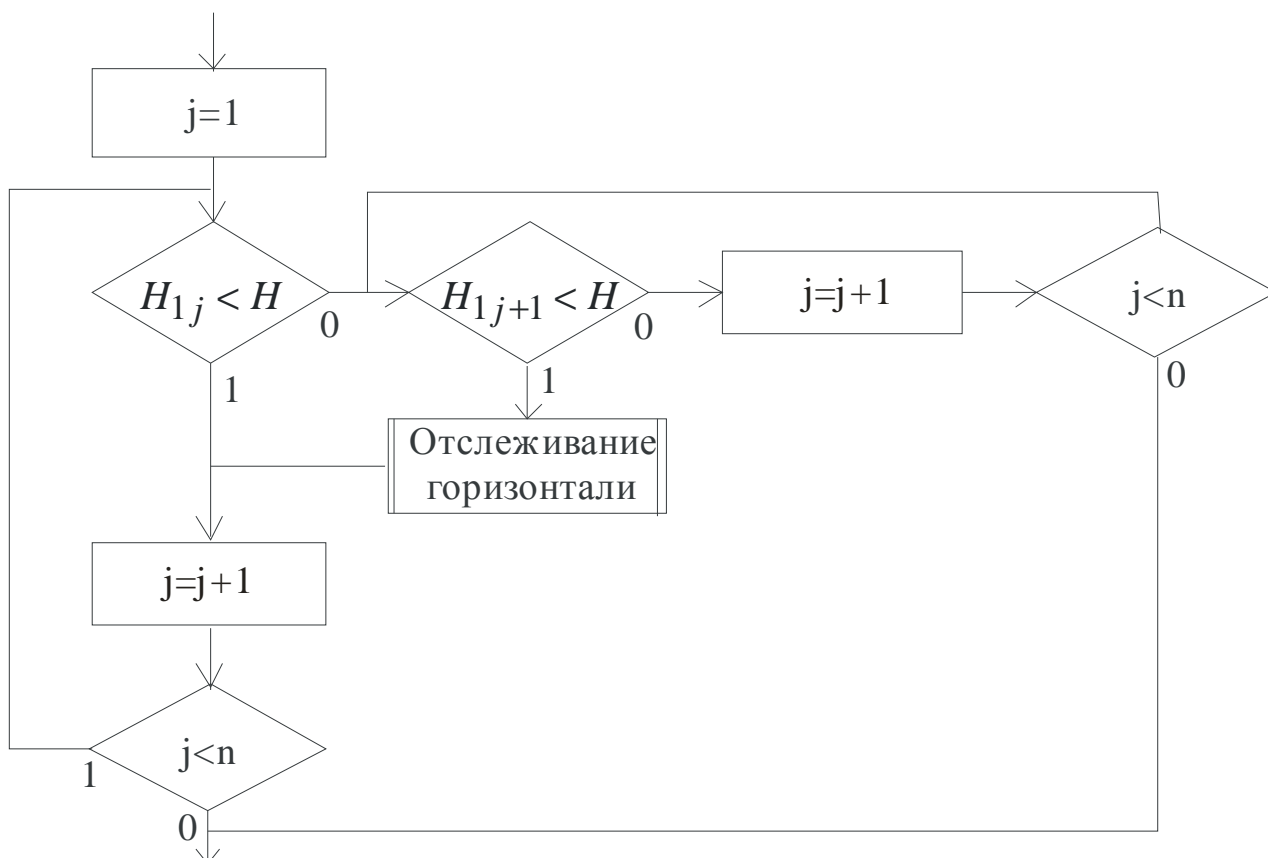 j=1
H₁ⱼ < H
0
1
H₁ⱼ₊₁ < H
0
1
j=j+1
j<n
0
Отслеживание
горизонтали
j=j+1
j<n
1
0